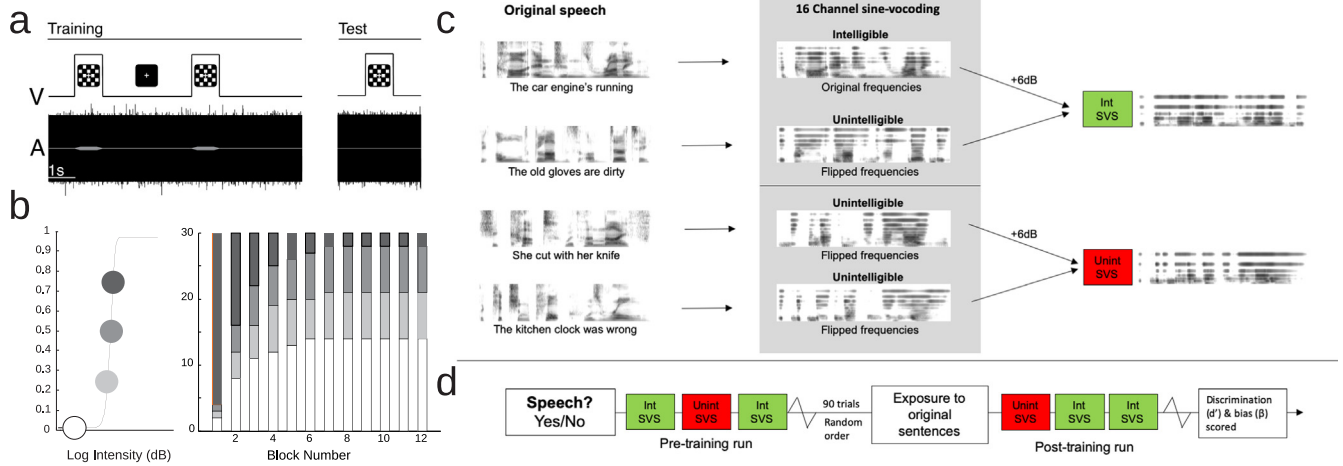 a
Training
Test
V
A
1s
b
1
0,9
0,8
0,7
0,6
0,5
0,4
0,3
0,2
0,1
0
Log Intensity (dB)
30
20
10
0
2
4
6
8
10
12
Block Number
c
Original speech
16 Channel sine-vocoding
Intelligible
The car engine's running
Original frequencies
Unintelligible
The old gloves are dirty
Flipped frequencies
+6dB
Int
SVS
Unintelligible
She cut with her knife
Flipped frequencies
Unintelligible
The kitchen clock was wrong
Flipped frequencies
+6dB
Unint
SVS
d
Speech?
Yes/No
Int
SVS
Unint
SVS
Int
SVS
Pre-training run
90 trials
Random
order
Exposure to
original
sentences
Unint
SVS
Int
SVS
Int
SVS
Post-training run
Discrimination
(d') & bias (β)
scored